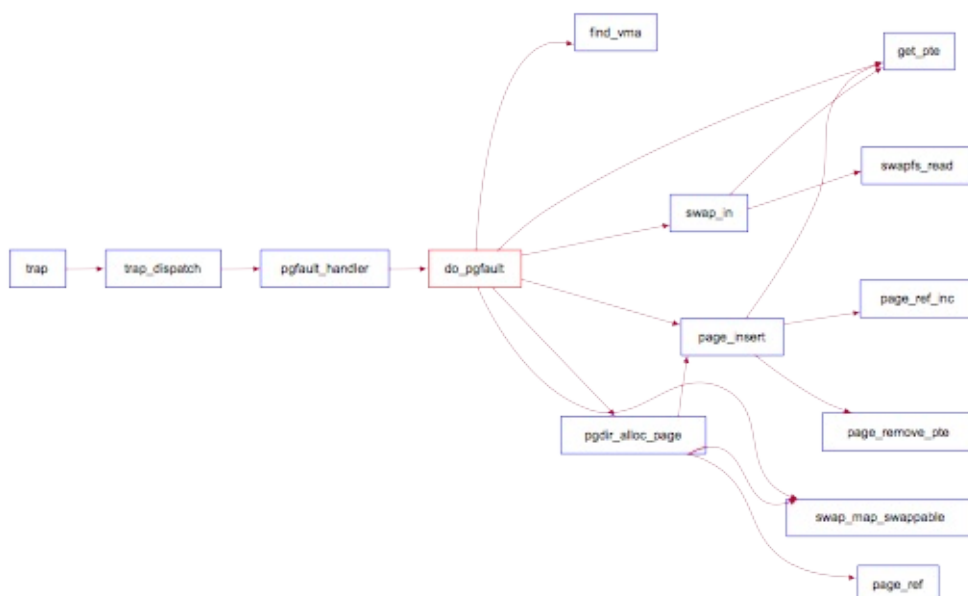 find_vma
get_pte
swapfs_read
swap_in
trap
trap_dispatch
pgfault_handler
do_pgfault
page_ref_inc
page_insert
pgdir_alloc_page
page_remove_pte
swap_map_swappable
page_ref